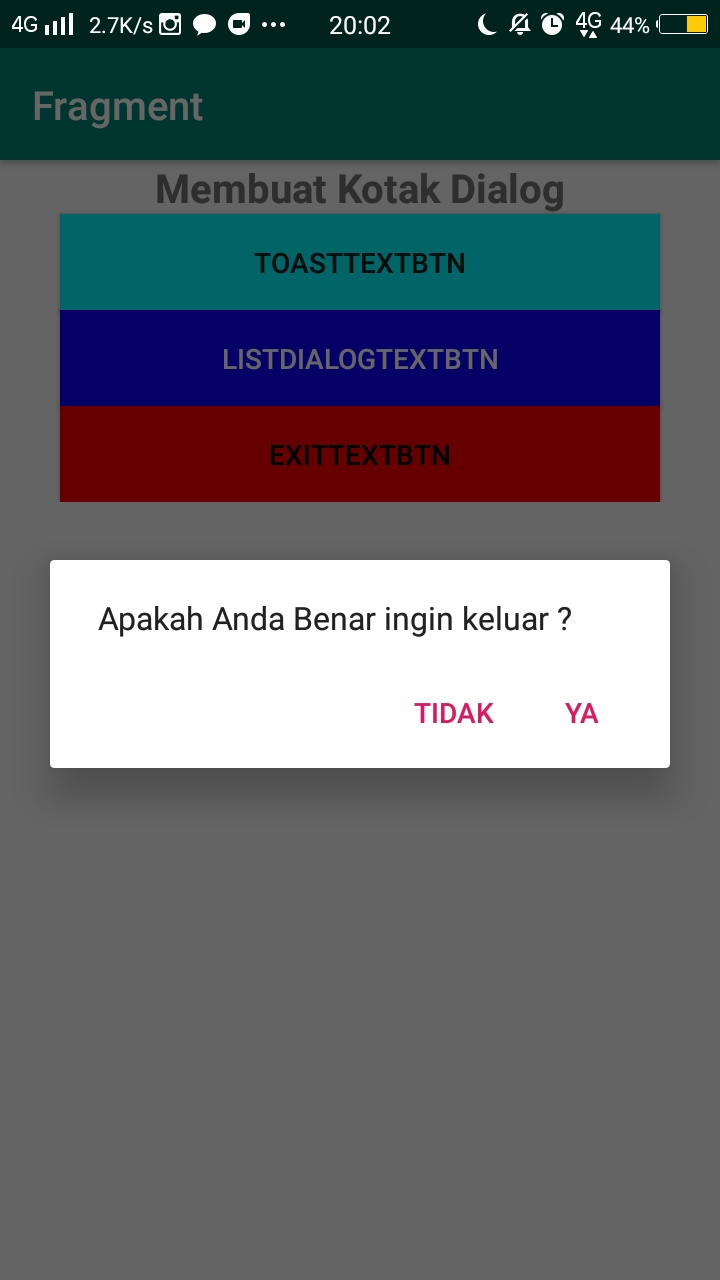 4G 2.7K/s 20:02 4G 44%
Fragment
Membuat Kotak Dialog
TOASTTEXTBTN
LISTDIALOGTEXTBTN
EXITTEXTBTN
Apakah Anda Benar ingin keluar ?
TIDAK YA